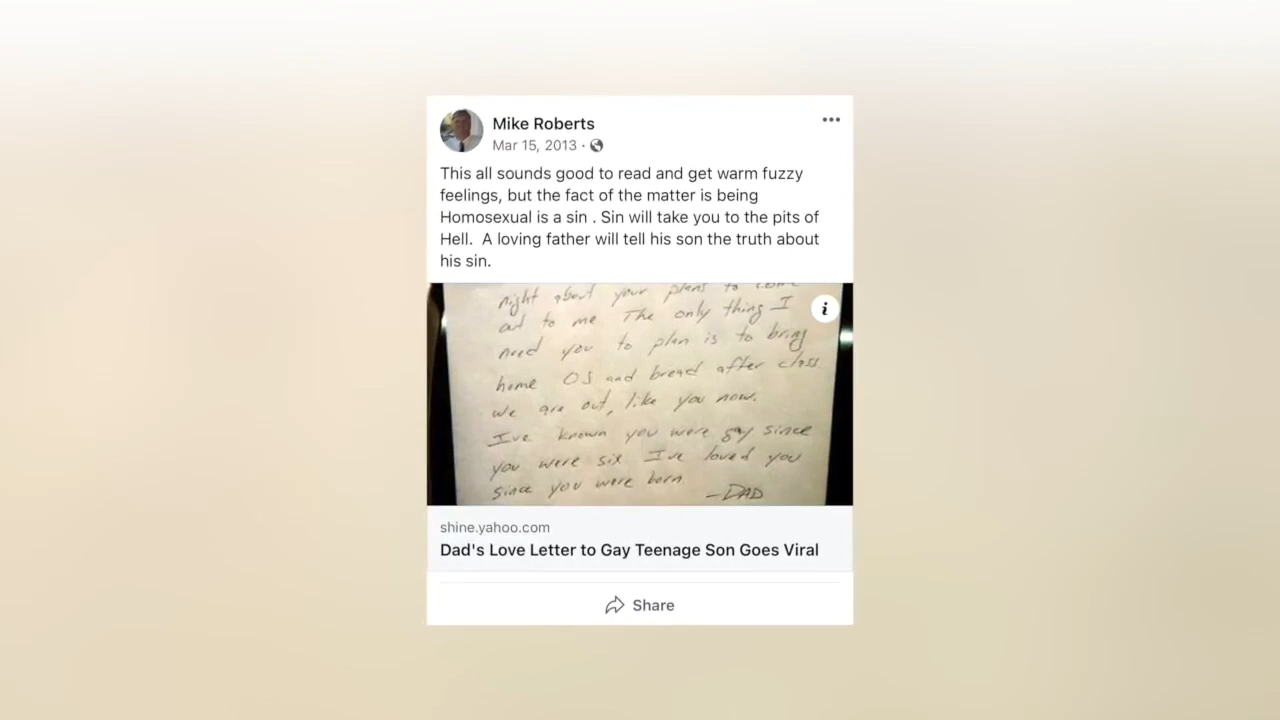 Mike Roberts
Mar 15, 2013 ·
This all sounds good to read and get warm fuzzy
feelings, but the fact of the matter is being
Homosexual is a sin . Sin will take you to the pits of
Hell.  A loving father will tell his son the truth about
his sin.
night about your plans to come
out to me The only thing I
need you to plan is to bring
home OJ and bread after class.
we are out, like you now.
I've known you were gay since
you were six I've loved you
since you were born.
-DAD
shine.yahoo.com
Dad's Love Letter to Gay Teenage Son Goes Viral
Share